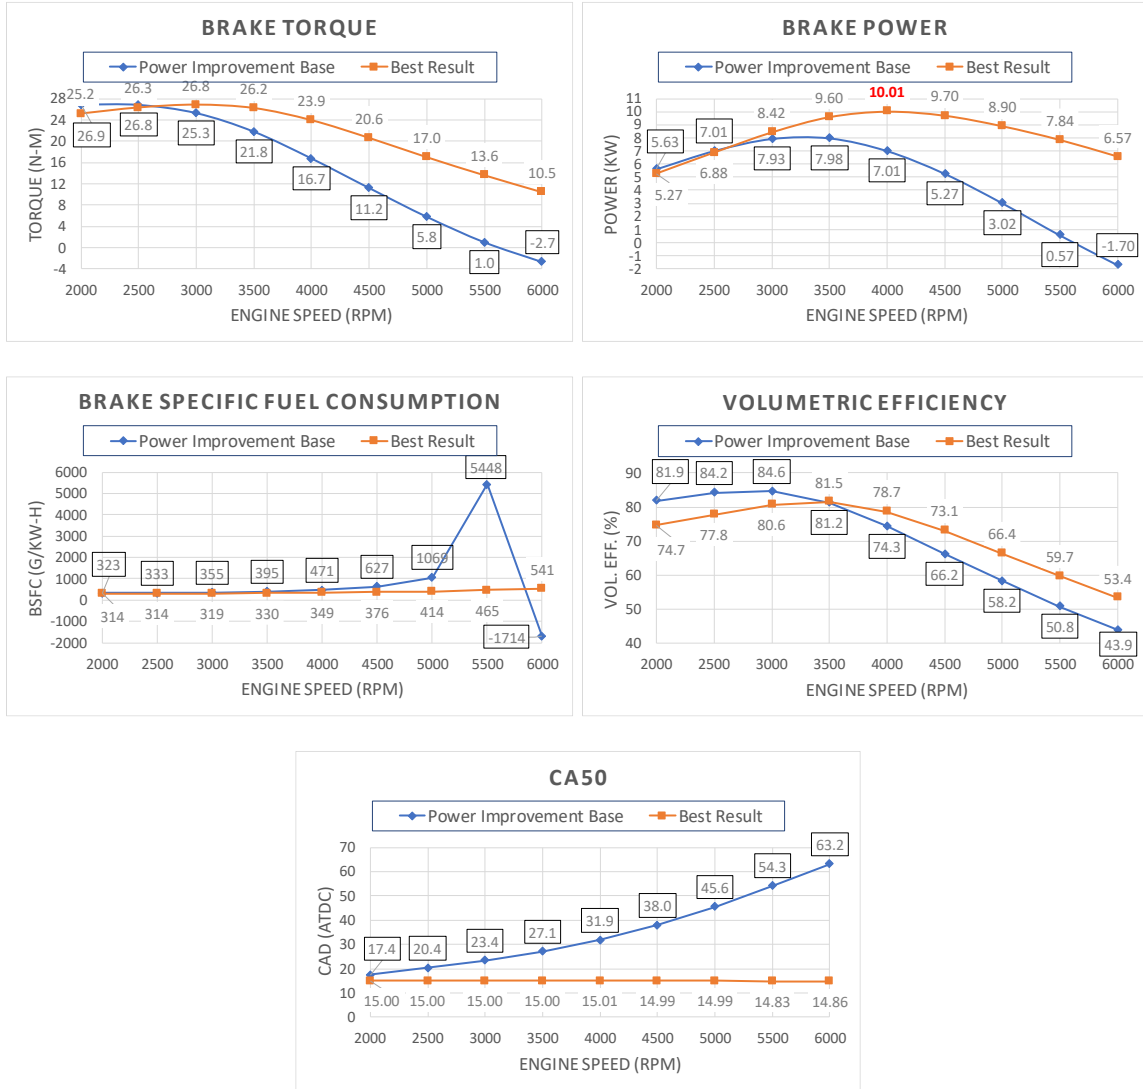 BRAKE TORQUE
Power Improvement Base Best Result
25.2 26.3 26.8 26.2 23.9 20.6 17.0 13.6 10.5
26.9 26.8 25.3 21.8 16.7 11.2 5.8 1.0 -2.7
28
24
20
16
12
8
4
0
-4
TORQUE (N-M)
2000 2500 3000 3500 4000 4500 5000 5500 6000
ENGINE SPEED (RPM)
BRAKE POWER
Power Improvement Base Best Result
5.27 6.88 8.42 9.60 10.01 9.70 8.90 7.84 6.57
5.63 7.01 7.93 7.98 7.01 5.27 3.02 0.57 -1.70
11
10
9
8
7
6
5
4
3
2
1
0
-1
-2
POWER (KW)
2000 2500 3000 3500 4000 4500 5000 5500 6000
ENGINE SPEED (RPM)
BRAKE SPECIFIC FUEL CONSUMPTION
Power Improvement Base Best Result
323 333 355 395 471 627 1069 5448 -1714
314 314 319 330 349 376 414 465 541
6000
5000
4000
3000
2000
1000
0
-1000
-2000
BSFC (G/KW-H)
2000 2500 3000 3500 4000 4500 5000 5500 6000
ENGINE SPEED (RPM)
VOLUMETRIC EFFICIENCY
Power Improvement Base Best Result
81.9 84.2 84.6 81.2 74.3 66.2 58.2 50.8 43.9
74.7 77.8 80.6 81.5 78.7 73.1 66.4 59.7 53.4
90
80
70
60
50
40
VOL. EFF. (%)
2000 2500 3000 3500 4000 4500 5000 5500 6000
ENGINE SPEED (RPM)
CA50
Power Improvement Base Best Result
17.4 20.4 23.4 27.1 31.9 38.0 45.6 54.3 63.2
15.00 15.00 15.00 15.00 15.01 14.99 14.99 14.83 14.86
70
60
50
40
30
20
10
0
CAD (ATDC)
2000 2500 3000 3500 4000 4500 5000 5500 6000
ENGINE SPEED (RPM)